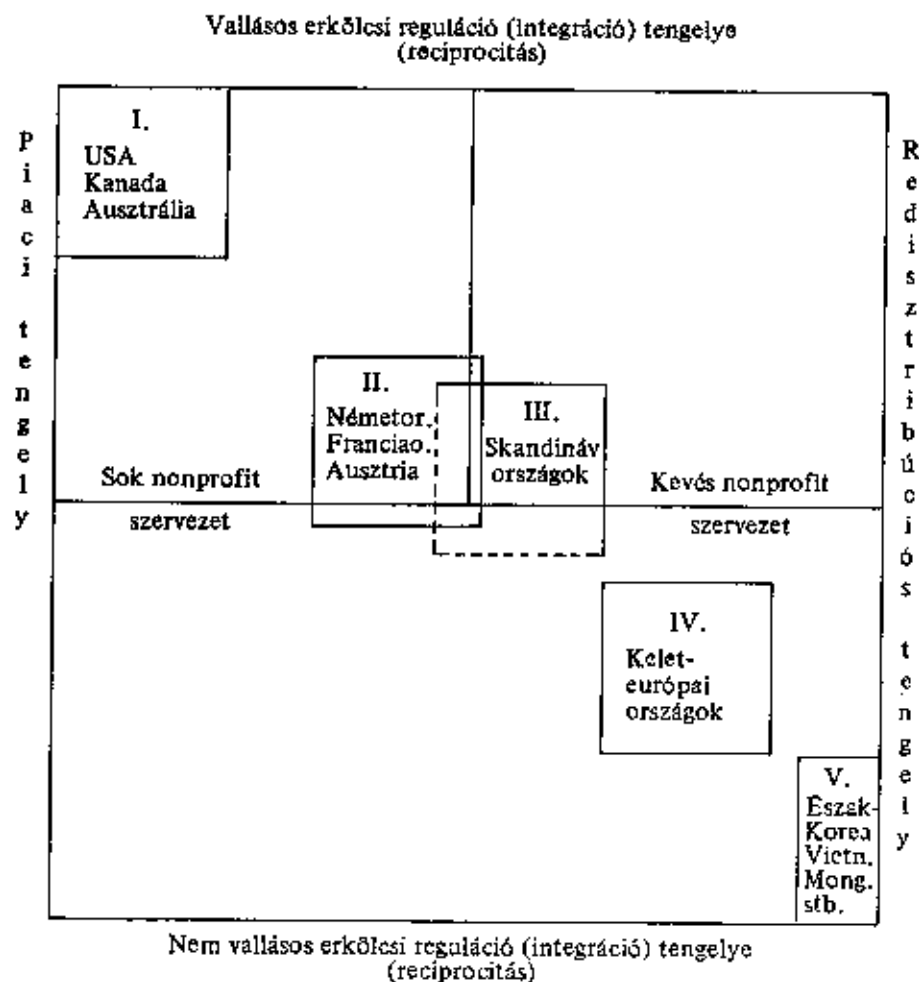 Vallásos erkölcsi reguláció (integráció) tengelye
(reciprocitás)
Piaci tengely
Redisztribúciós tengely
I.
USA
Kanada
Ausztrália
II.
Németor.
Franciao.
Ausztria
III.
Skandináv
országok
Sok nonprofit
szervezet
Kevés nonprofit
szervezet
IV.
Kelet-
európai
országok
V.
Észak-
Korea
Vietn.
Mong.
stb.
Nem vallásos erkölcsi reguláció (integráció) tengelye
(reciprocitás)